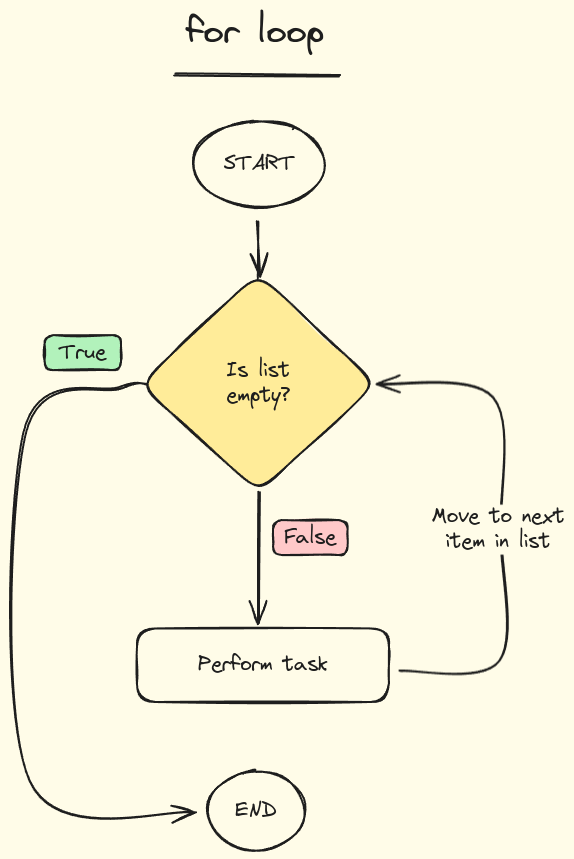 for loop
START
True
Is list
empty?
False
Move to next
item in list
Perform task
END